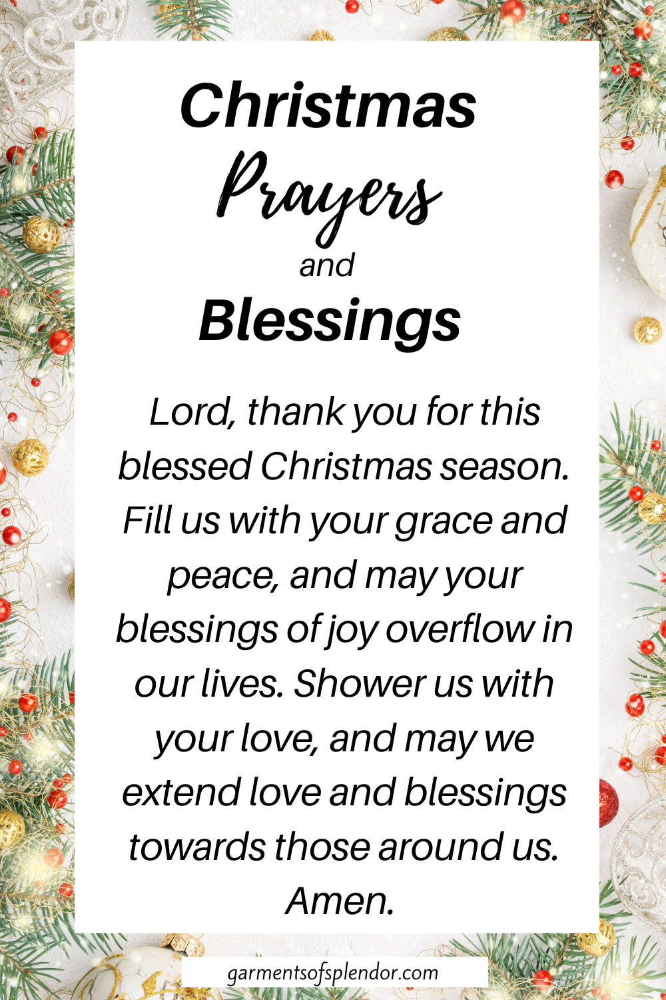 Christmas
Prayers
and
Blessings
Lord, thank you for this
blessed Christmas season.
Fill us with your grace and
peace, and may your
blessings of joy overflow in
our lives. Shower us with
your love, and may we
extend love and blessings
towards those around us.
Amen.
garmentsofsplendor.com